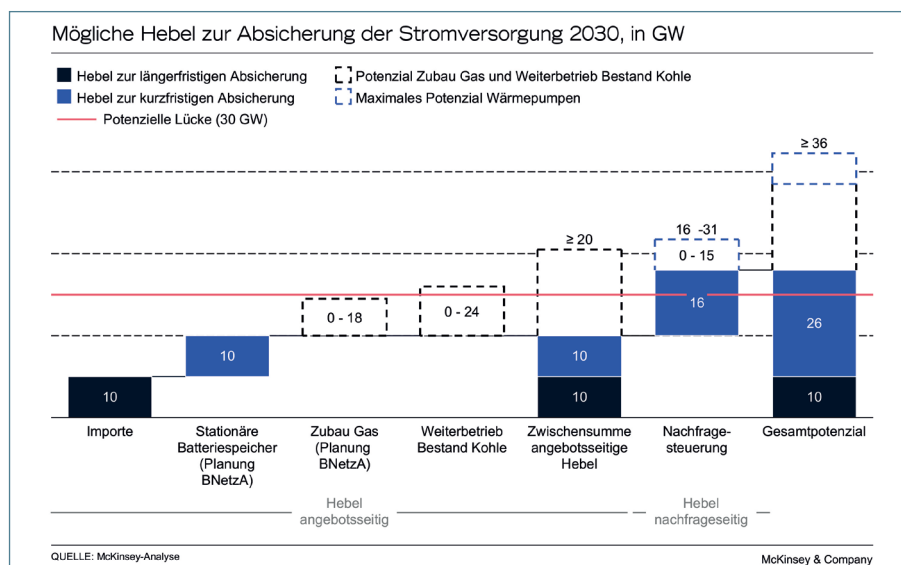 Mögliche Hebel zur Absicherung der Stromversorgung 2030, in GW
Hebel zur längerfristigen Absicherung
Potenzial Zubau Gas und Weiterbetrieb Bestand Kohle
Hebel zur kurzfristigen Absicherung
Maximales Potenzial Wärmepumpen
Potenzielle Lücke (30 GW)
≥ 36
16 -31
≥ 20
0 - 15
0 - 18
0 - 24
16
10
10
26
10
10
10
Importe
Stationäre
Batteriespeicher
(Planung
BNetzA)
Zubau Gas
(Planung
BNetzA)
Weiterbetrieb
Bestand Kohle
Zwischensumme
angebotsseitige
Hebel
Nachfrage-
steuerung
Gesamtpotenzial
Hebel
angebotsseitig
Hebel
nachfrageseitig
QUELLE: McKinsey-Analyse
McKinsey & Company